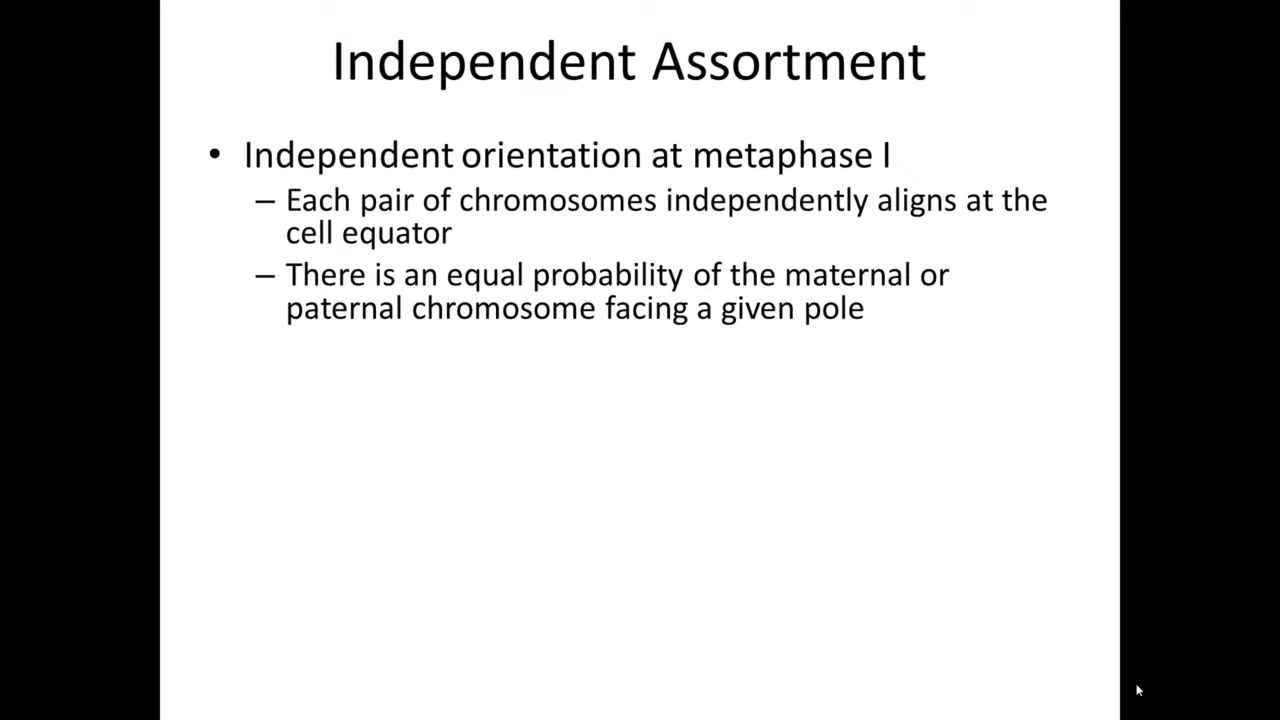 Independent Assortment
• Independent orientation at metaphase I
– Each pair of chromosomes independently aligns at the
cell equator
– There is an equal probability of the maternal or
paternal chromosome facing a given pole